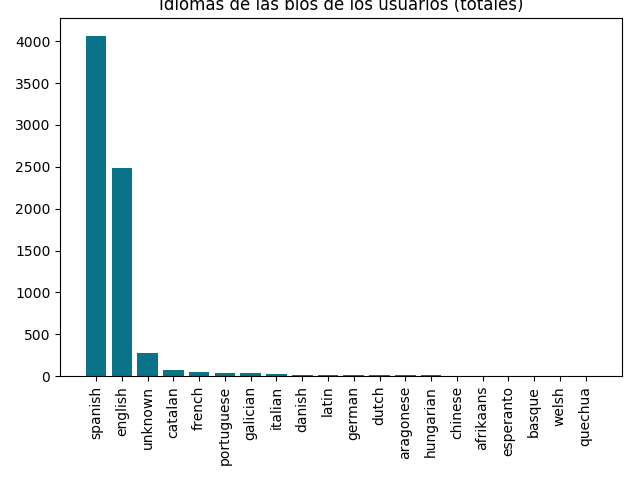 Idiomas de las bios de los usuarios (totales)
4000
3500
3000
2500
2000
1500
1000
500
0
spanish
english
unknown
catalan
french
portuguese
galician
italian
danish
latin
german
dutch
aragonese
hungarian
chinese
afrikaans
esperanto
basque
welsh
quechua